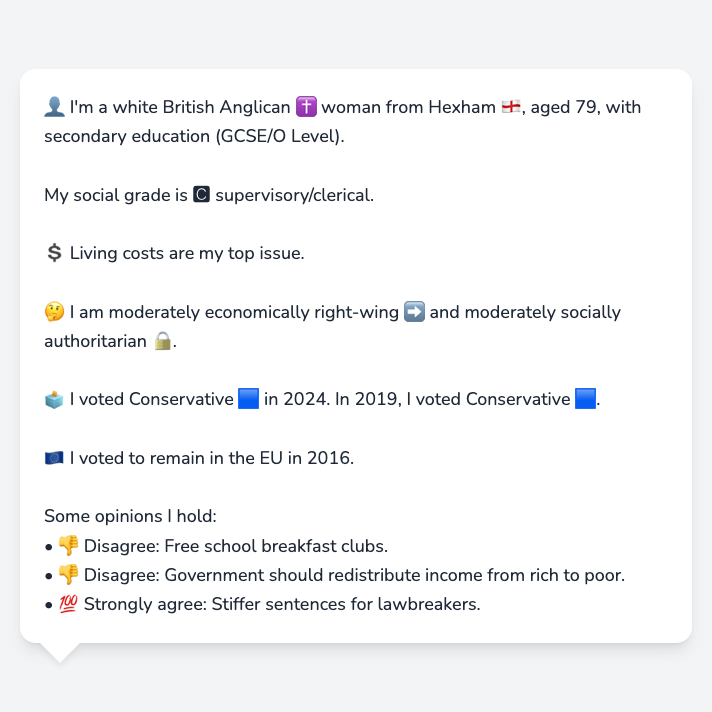 👤 I'm a white British Anglican ✝️ woman from Hexham 🏴󠁧󠁢󠁥󠁮󠁧󠁿, aged 79, with
secondary education (GCSE/O Level).
My social grade is 🅲 supervisory/clerical.
💲 Living costs are my top issue.
🤔 I am moderately economically right-wing ➡️ and moderately socially
authoritarian 🔒.
🗳️ I voted Conservative 🟦 in 2024. In 2019, I voted Conservative 🟦.
🇪🇺 I voted to remain in the EU in 2016.
Some opinions I hold:
• 👎 Disagree: Free school breakfast clubs.
• 👎 Disagree: Government should redistribute income from rich to poor.
• 💯 Strongly agree: Stiffer sentences for lawbreakers.